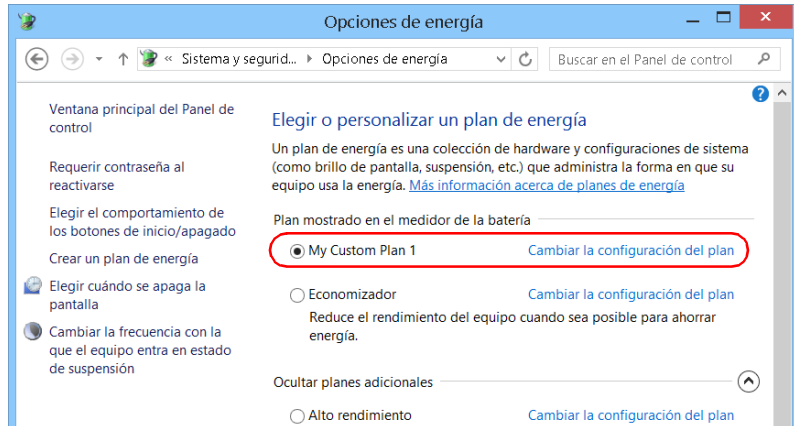 Opciones de energía
« Sistema y segurid... Opciones de energía
Buscar en el Panel de control
Ventana principal del Panel de
control
Requerir contraseña al
reactivarse
Elegir el comportamiento de
los botones de inicio/apagado
Crear un plan de energía
Elegir cuándo se apaga la
pantalla
Cambiar la frecuencia con la
que el equipo entra en estado
de suspensión
?
Elegir o personalizar un plan de energía
Un plan de energía es una colección de hardware y configuraciones de sistema
(como brillo de pantalla, suspensión, etc.) que administra la forma en que su
equipo usa la energía. Más información acerca de planes de energía
Plan mostrado en el medidor de la batería
My Custom Plan 1 Cambiar la configuración del plan
Economizador Cambiar la configuración del plan
Reduce el rendimiento del equipo cuando sea posible para ahorrar
energía.
Ocultar planes adicionales
Alto rendimiento Cambiar la configuración del plan